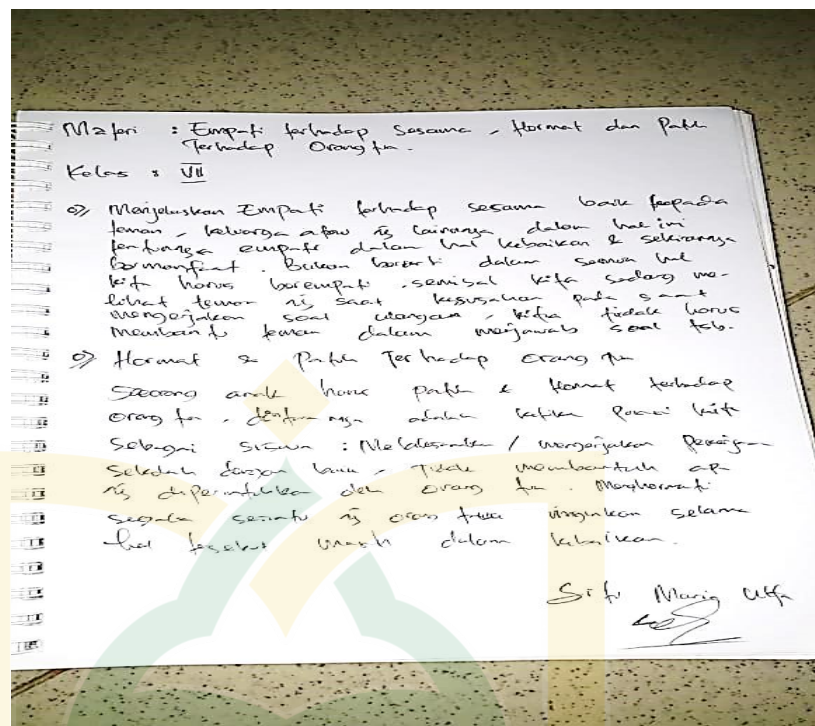 Materi : Empati terhadap Sesama, Hormat dan Patuh
Terhadap Orang tua.
Kelas : VII
Menjeluskan Empati terhadap sesama baik kepada
teman, keluarga atau yg lainnya dalam hal ini
tentunya empati dalam hal kebaikan & sekiranya
bermanfaat. Bukan berarti dalam semua hal
kita harus berempati, semisal kita sedang me-
lihat teman yg saat kesusahan pada saat
mengerjakan soal ulangan, kita tidak harus
membantu teman dalam menjawab soal tsb.
Hormat & Patuh Terhadap Orang tua
Seorang anak harus patuh & hormat terhadap
orang tua, adalah ketika posisi kita
Sebagai siswa : Melaksanakan / mengerjakan
Sekolah dengan baik, Tidak membantah apa
yg diperintahkan oleh orang tua. Menghormati
segala sesuatu yg orang tua inginkan selama
hal tersebut masih dalam kebaikan.
Siti Maria Ulfa